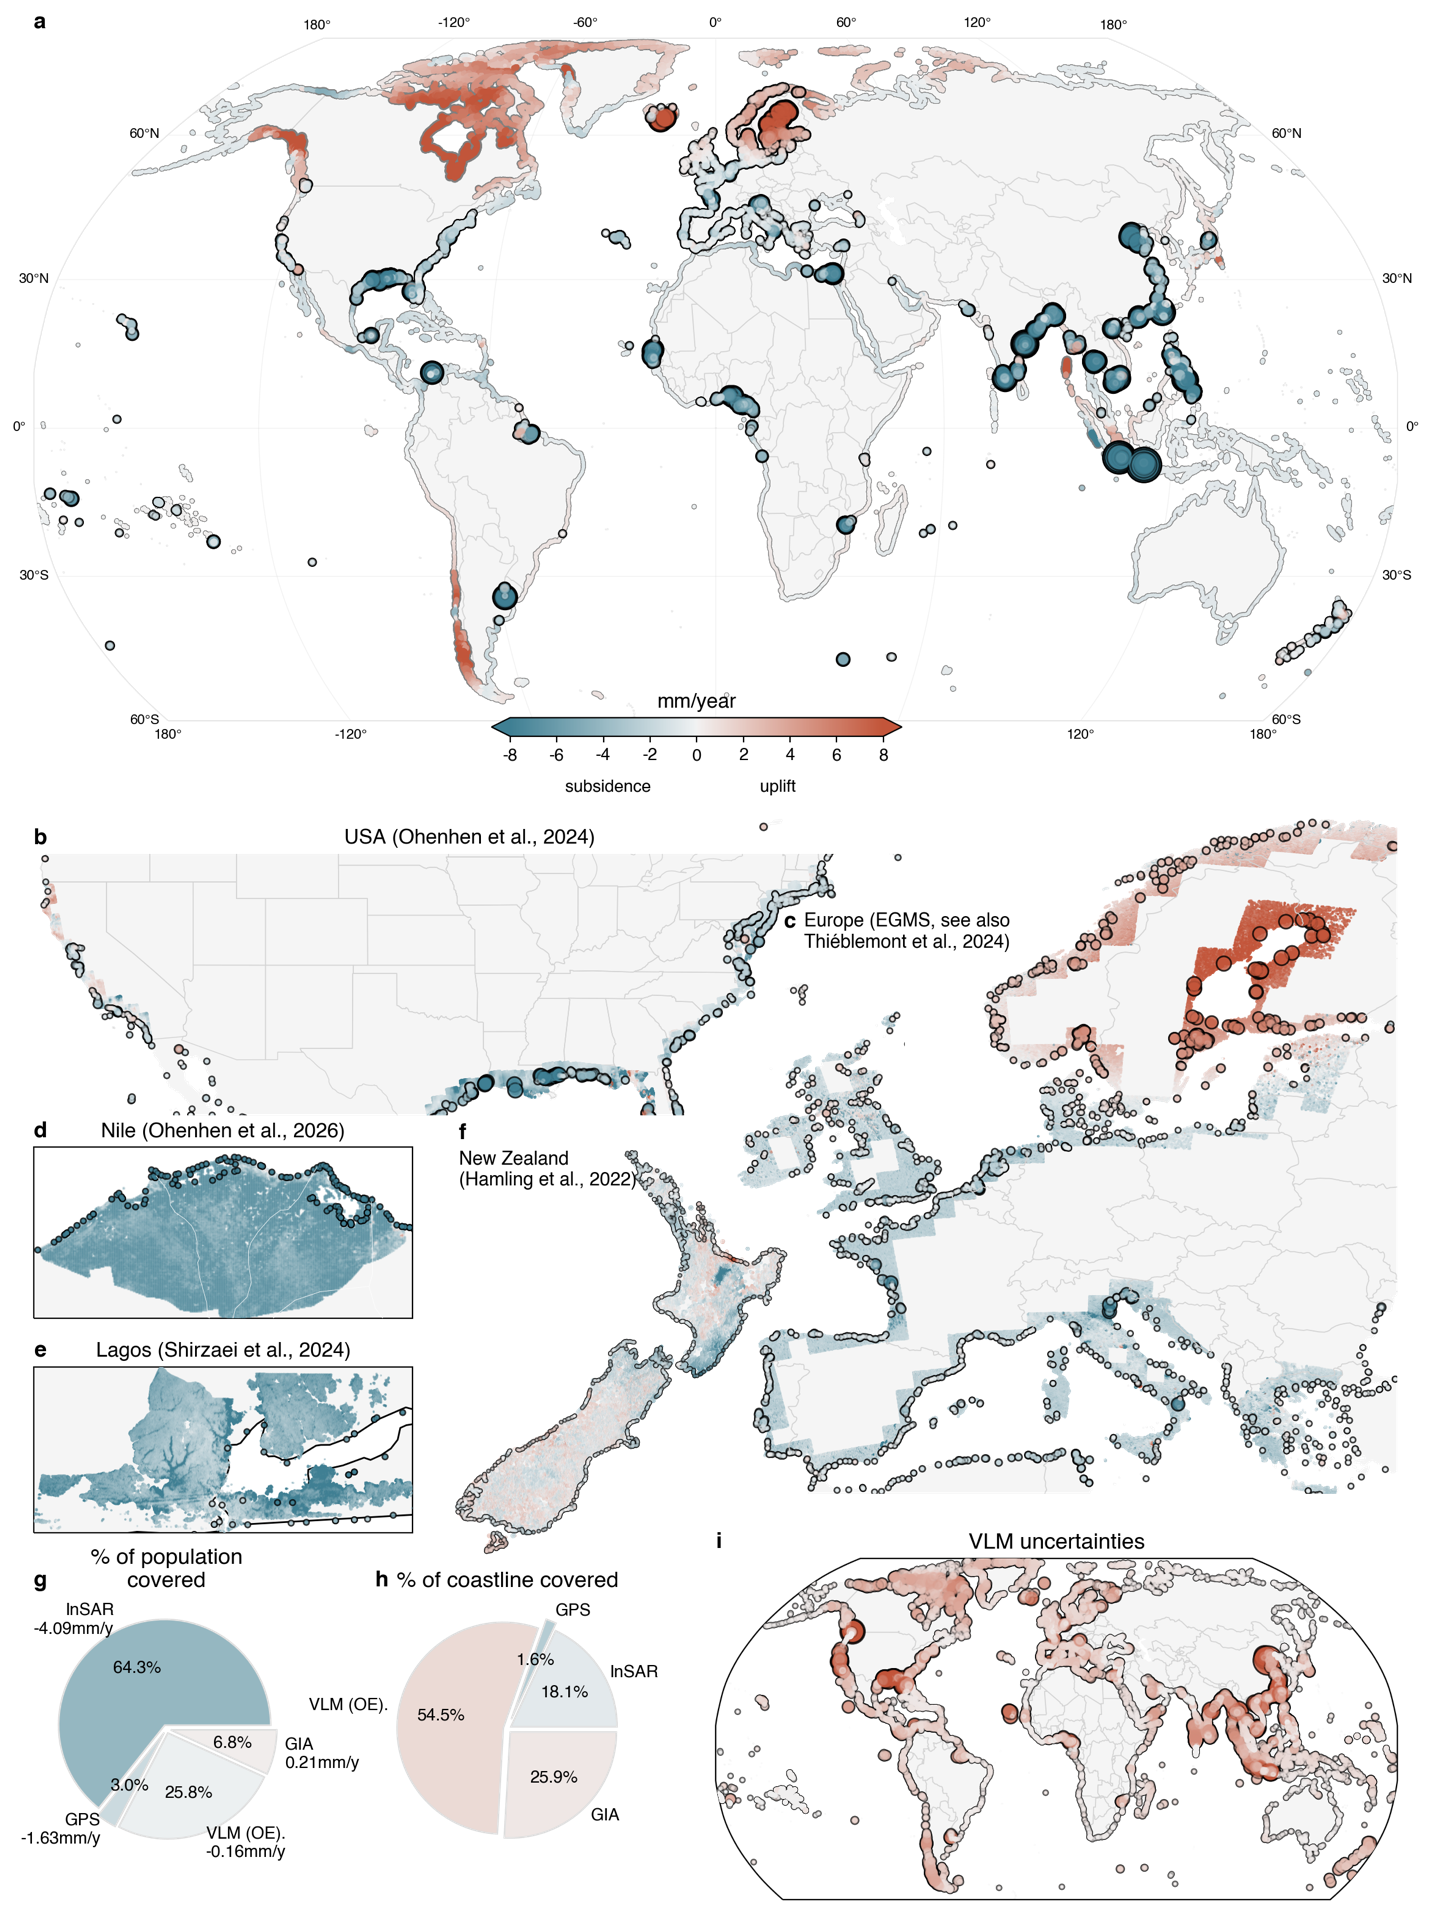 a
180°
-120°
-60°
0°
60°
120°
180°
60°N
60°N
30°N
30°N
0°
0°
30°S
30°S
60°S
60°S
180°
-120°
120°
180°
mm/year
-8
-6
-4
-2
0
2
4
6
8
subsidence
uplift
b
USA (Ohenhen et al., 2024)
c
Europe (EGMS, see also
Thiéblemont et al., 2024)
d
Nile (Ohenhen et al., 2026)
f
New Zealand
(Hamling et al., 2022)
e
Lagos (Shirzaei et al., 2024)
g
% of population
covered
InSAR
-4.09mm/y
64.3%
6.8%
GIA
0.21mm/y
3.0%
25.8%
GPS
-1.63mm/y
VLM (OE).
-0.16mm/y
h
% of coastline covered
GPS
1.6%
InSAR
18.1%
VLM (OE).
54.5%
25.9%
GIA
i
VLM uncertainties